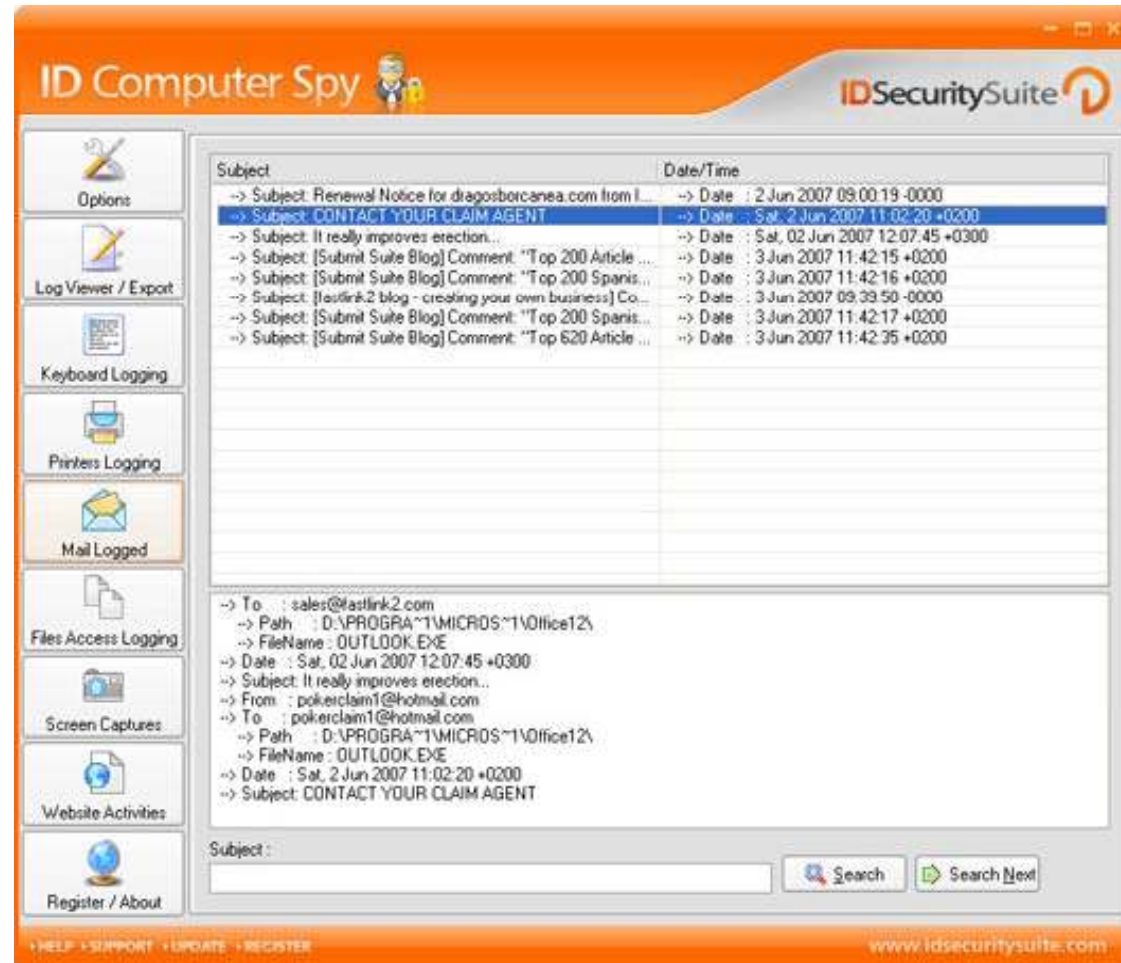 ID Computer Spy
IDSecuritySuite
Options
Log Viewer / Export
Keyboard Logging
Printers Logging
Mail Logged
Files Access Logging
Screen Captures
Website Activities
Register / About
Subject Date/Time
--> Subject: Renewal Notice for dragosborcanea.com from I... --> Date : 2 Jun 2007 09:00:19 -0000
--> Subject: CONTACT YOUR CLAIM AGENT --> Date : Sat, 2 Jun 2007 11:02:20 +0200
--> Subject: It really improves erection... --> Date : Sat, 02 Jun 2007 12:07:45 +0300
--> Subject: [Submit Suite Blog] Comment: "Top 200 Article ... --> Date : 3 Jun 2007 11:42:15 +0200
--> Subject: [Submit Suite Blog] Comment: "Top 200 Spanis... --> Date : 3 Jun 2007 11:42:16 +0200
--> Subject: [fastlink2 blog - creating your own business] Co... --> Date : 3 Jun 2007 09:39:50 -0000
--> Subject: [Submit Suite Blog] Comment: "Top 200 Spanis... --> Date : 3 Jun 2007 11:42:17 +0200
--> Subject: [Submit Suite Blog] Comment: "Top 620 Article ... --> Date : 3 Jun 2007 11:42:35 +0200
--> To : sales@fastlink2.com
--> Path : D:\PROGRA~1\MICROS~1\Office12\
--> FileName : OUTLOOK.EXE
--> Date : Sat, 02 Jun 2007 12:07:45 +0300
--> Subject: It really improves erection...
--> From : pokerclaim1@hotmail.com
--> To : pokerclaim1@hotmail.com
--> Path : D:\PROGRA~1\MICROS~1\Office12\
--> FileName : OUTLOOK.EXE
--> Date : Sat, 2 Jun 2007 11:02:20 +0200
--> Subject: CONTACT YOUR CLAIM AGENT
Subject :
Search
Search Next
HELP SUPPORT UPDATE REGISTER
www.idsecuritysuite.com